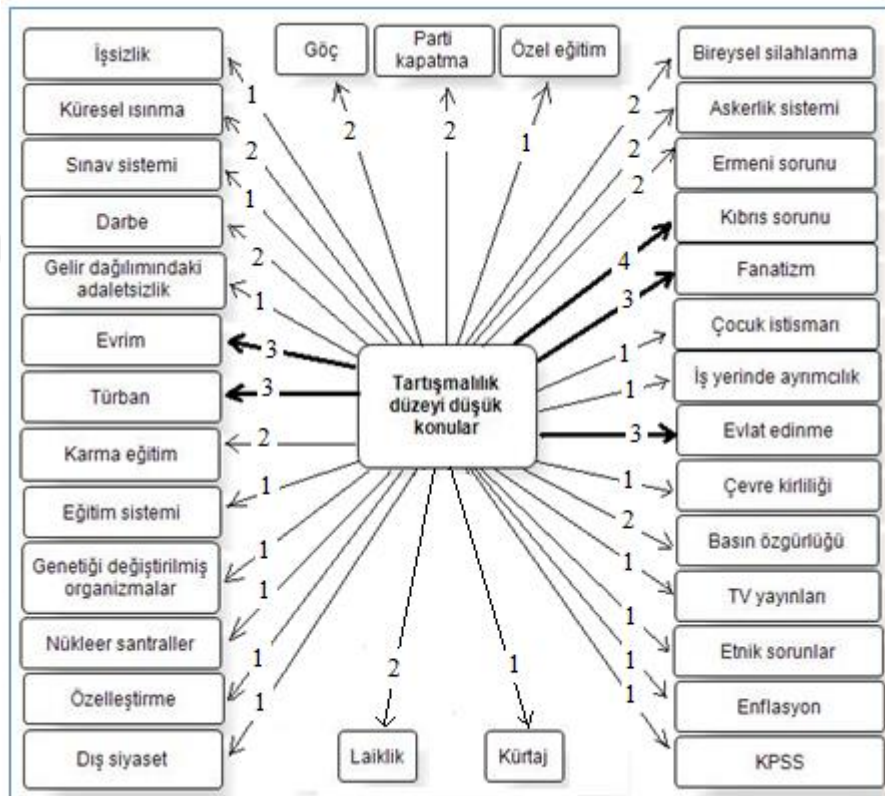 İşsizlik
1
Küresel ısınma
2
Sınav sistemi
1
Darbe
2
Gelir dağılımındaki
adaletsizlik
1
Evrim
3
Türban
3
Karma eğitim
2
Eğitim sistemi
1
Genetiği değiştirilmiş
organizmalar
1
Nükleer santraller
1
Özelleştirme
1
Dış siyaset
1
Göç
2
Parti
kapatma
2
Özel eğitim
1
Tartışmalılık
düzeyi düşük
konular
Laiklik
2
Kürtaj
1
Bireysel silahlanma
2
Askerlik sistemi
2
Ermeni sorunu
2
Kıbrıs sorunu
4
Fanatizm
3
Çocuk istismarı
1
İş yerinde ayrımcılık
1
Evlat edinme
3
Çevre kirliliği
1
Basın özgürlüğü
2
TV yayınları
1
Etnik sorunlar
1
Enflasyon
1
KPSS
1